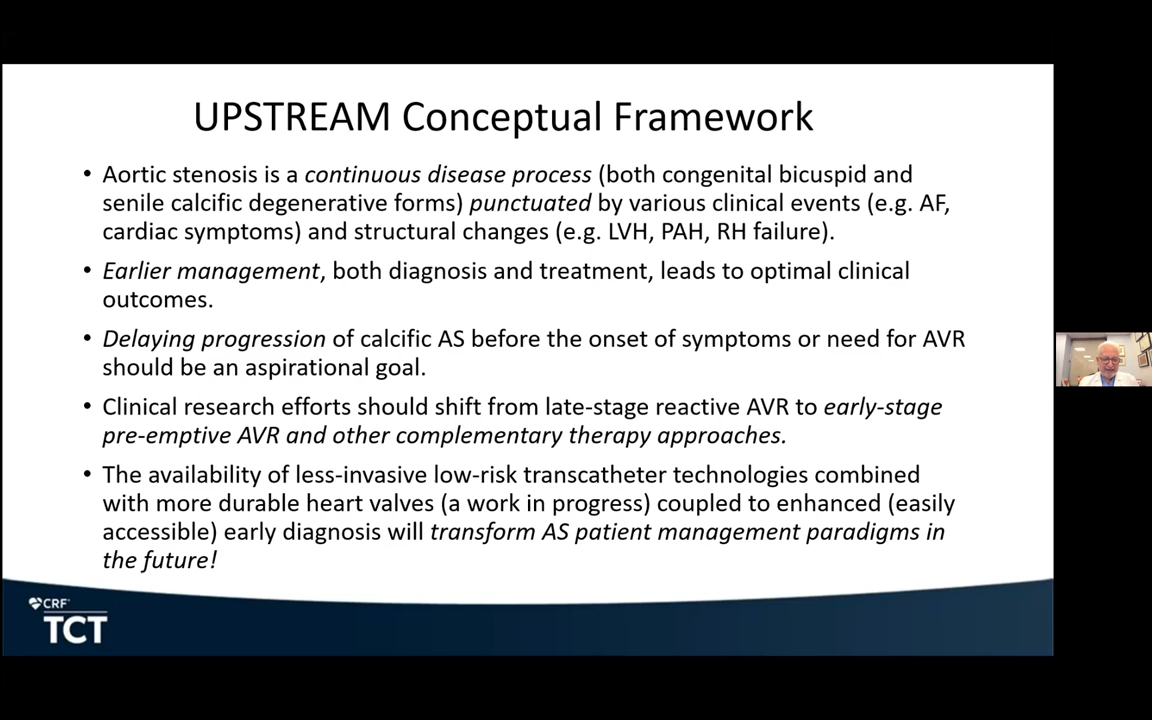 UPSTREAM Conceptual Framework
• Aortic stenosis is a continuous disease process (both congenital bicuspid and
senile calcific degenerative forms) punctuated by various clinical events (e.g. AF,
cardiac symptoms) and structural changes (e.g. LVH, PAH, RH failure).
• Earlier management, both diagnosis and treatment, leads to optimal clinical
outcomes.
• Delaying progression of calcific AS before the onset of symptoms or need for AVR
should be an aspirational goal.
• Clinical research efforts should shift from late-stage reactive AVR to early-stage
pre-emptive AVR and other complementary therapy approaches.
• The availability of less-invasive low-risk transcatheter technologies combined
with more durable heart valves (a work in progress) coupled to enhanced (easily
accessible) early diagnosis will transform AS patient management paradigms in
the future!
CRF
TCT